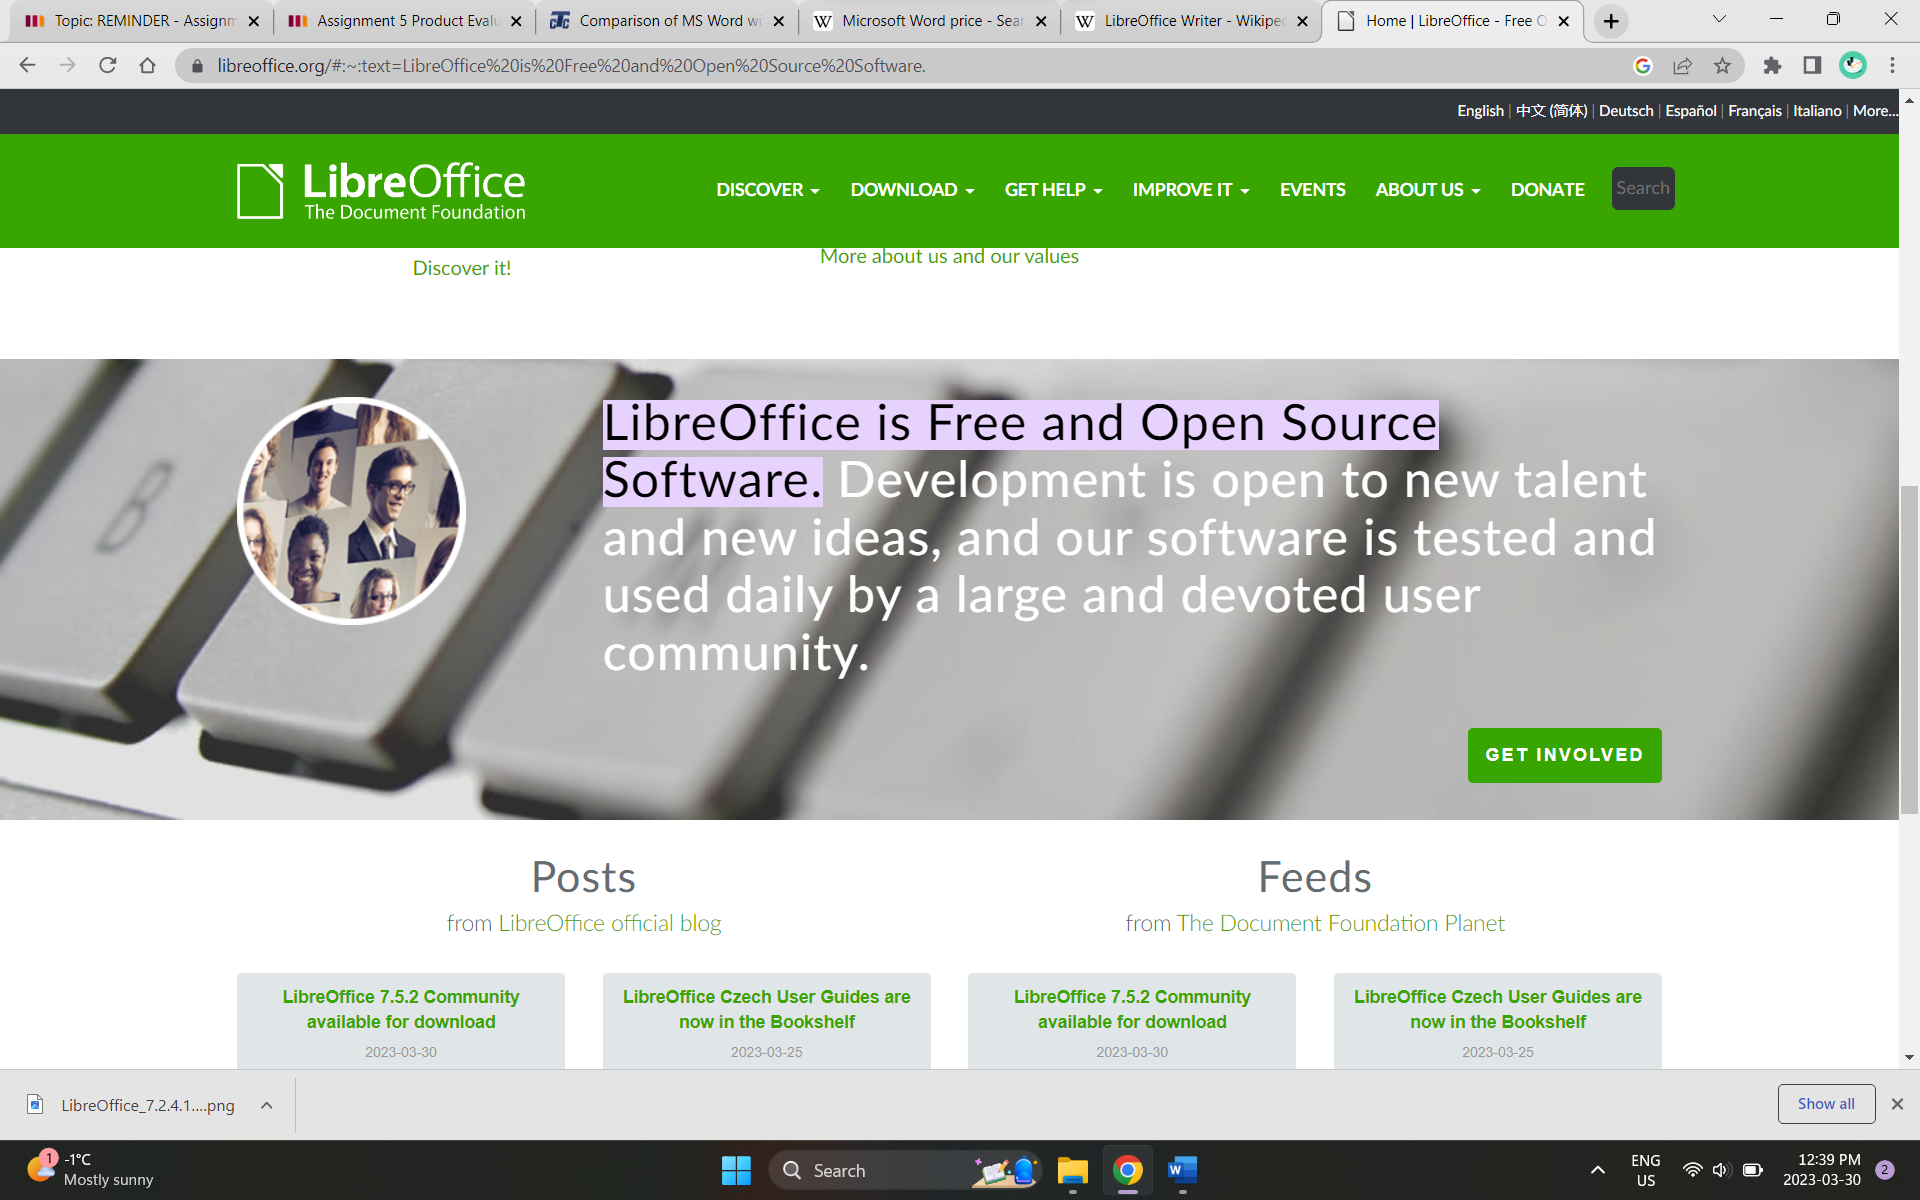 Topic: REMINDER - Assignm
Assignment 5 Product Evalu
Comparison of MS Word wi
Microsoft Word price - Sear
LibreOffice Writer - Wikiped
Home | LibreOffice - Free O
libreoffice.org/#:~:text=LibreOffice%20is%20Free%20and%20Open%20Source%20Software.
English | 中文 (简体) | Deutsch | Español | Français | Italiano | More...
LibreOffice
The Document Foundation
DISCOVER DOWNLOAD GET HELP IMPROVE IT EVENTS ABOUT US DONATE Search
Discover it!
More about us and our values
B
LibreOffice is Free and Open Source
Software. Development is open to new talent
and new ideas, and our software is tested and
used daily by a large and devoted user
community.
GET INVOLVED
Posts
from LibreOffice official blog
Feeds
from The Document Foundation Planet
LibreOffice 7.5.2 Community
available for download
2023-03-30
LibreOffice Czech User Guides are
now in the Bookshelf
2023-03-25
LibreOffice 7.5.2 Community
available for download
2023-03-30
LibreOffice Czech User Guides are
now in the Bookshelf
2023-03-25
LibreOffice_7.2.4.1....png
Show all
1
-1°C
Mostly sunny
Search
ENG
US
12:39 PM
2023-03-30
2